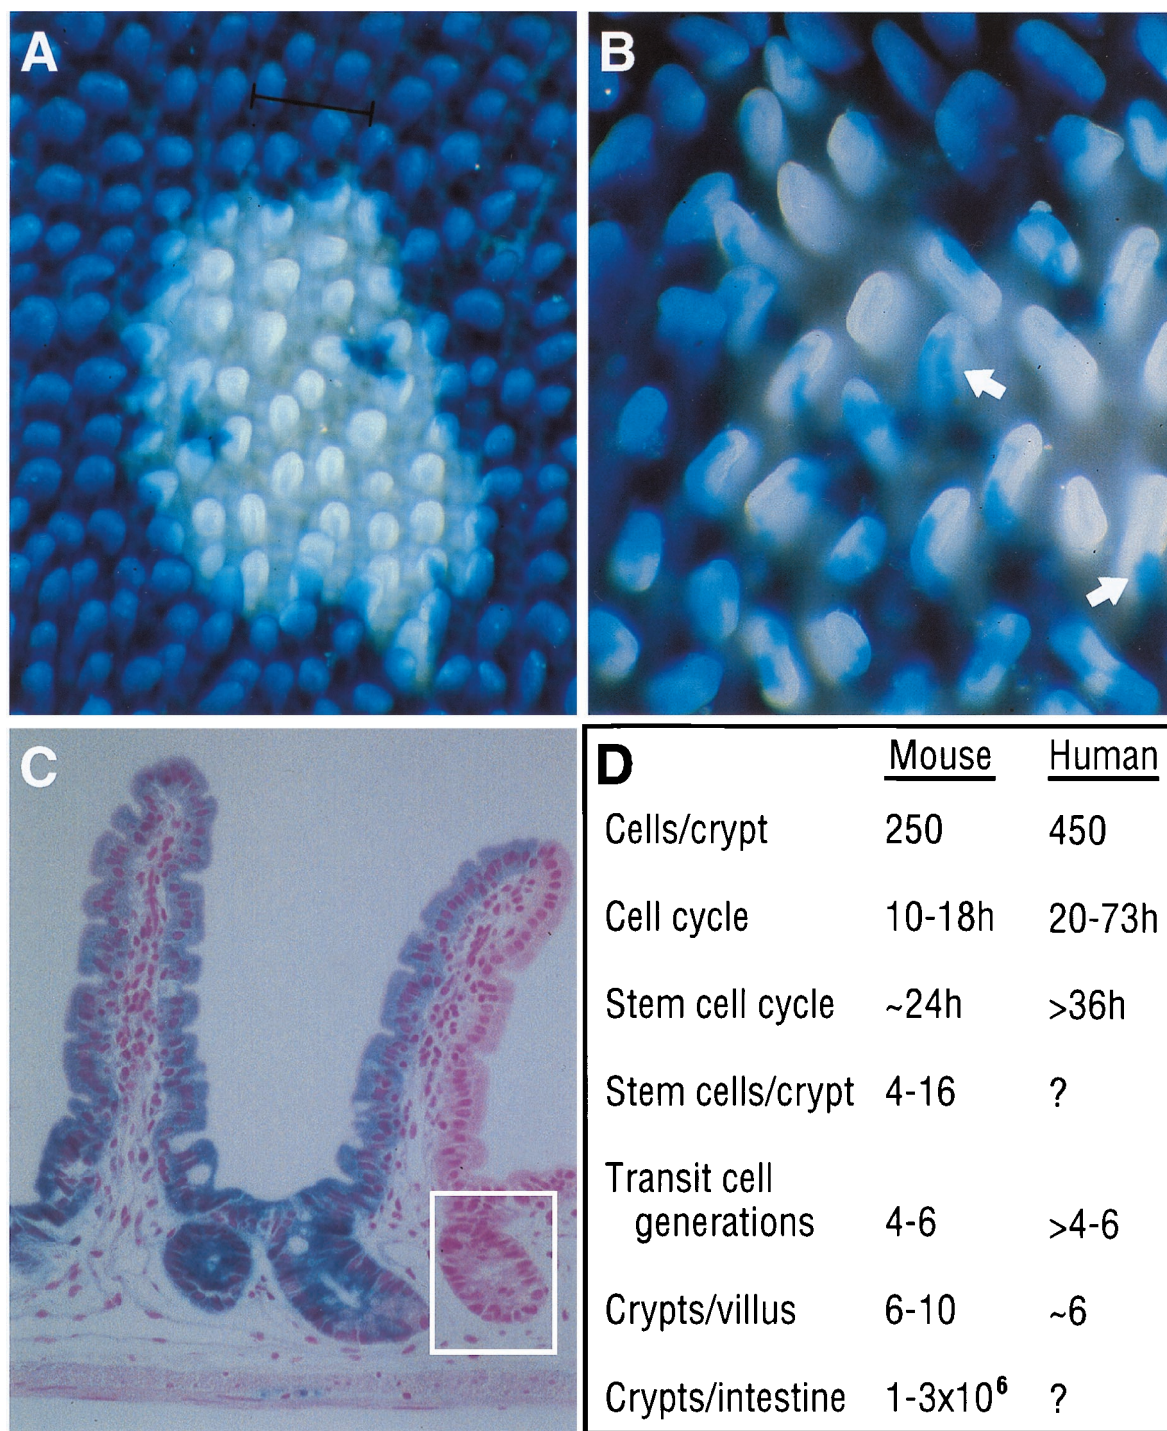 A
B
C
D Mouse Human
Cells/crypt 250 450
Cell cycle 10-18h 20-73h
Stem cell cycle ~24h >36h
Stem cells/crypt 4-16 ?
Transit cell
generations 4-6 >4-6
Crypts/villus 6-10 ~6
Crypts/intestine 1-3x10⁶ ?